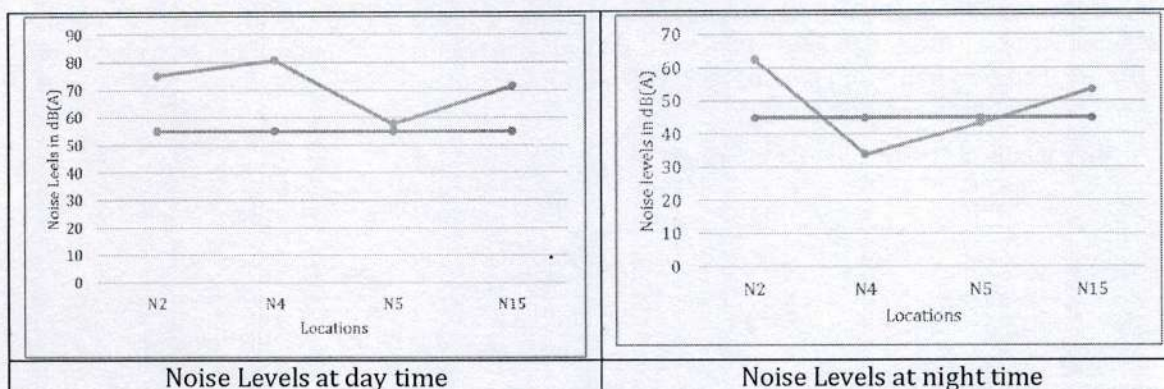 90
80
70
60
50
40
30
20
10
0
Noise Leels in dB(A)
N2 N4 N5 N15
Locations
70
60
50
40
30
20
10
0
Noise levels in dB(A)
N2 N4 N5 N15
Locations
Noise Levels at day time
Noise Levels at night time